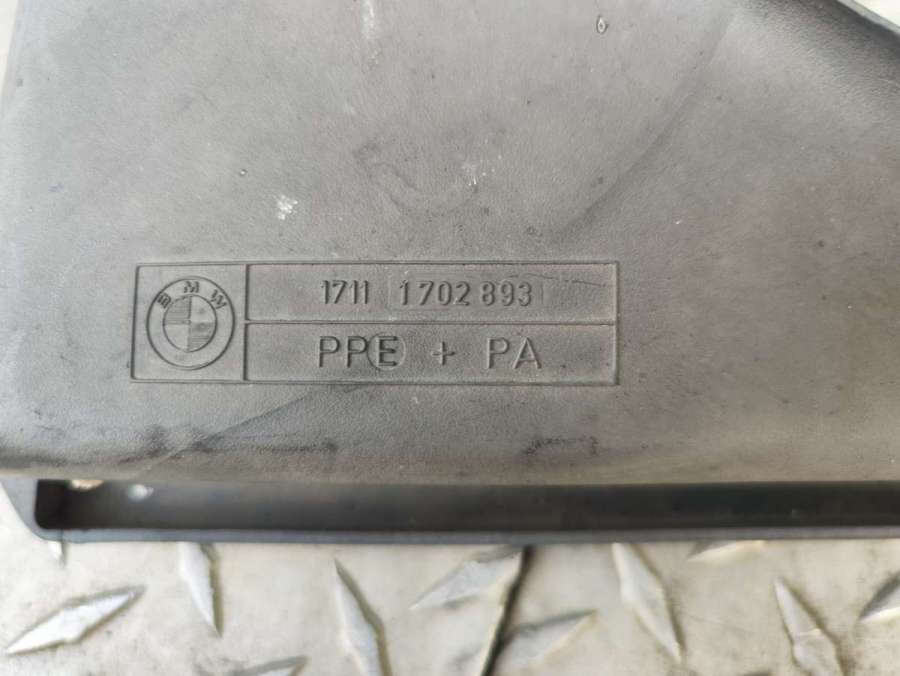 BMW
1711 1702893
PPE + PA